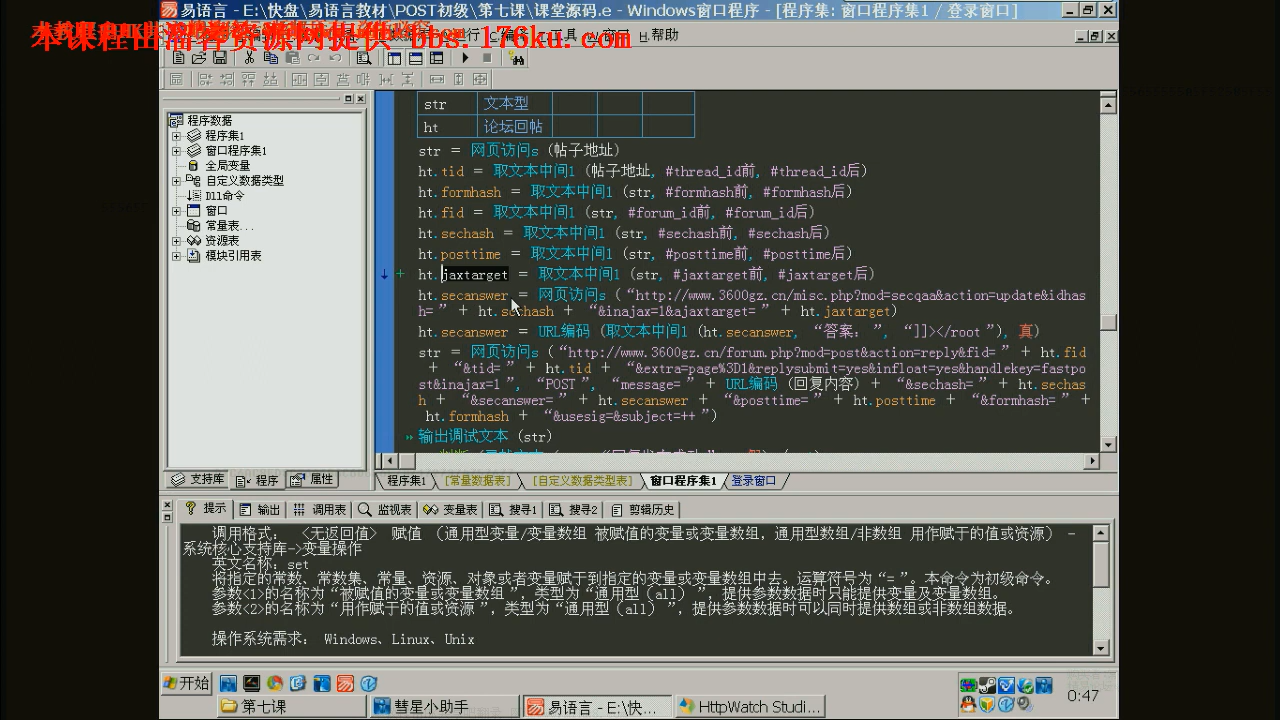 易语言 - E:\快盘\易语言教材\POST初级\第七课\课堂源码.e - Windows窗口程序 - [程序集: 窗口程序集1 / 登录窗口]
本课程由 bbs.176ku.com
H.帮助
程序数据
程序集1
窗口程序集1
全局变量
自定义数据类型
Dll命令
窗口
常量表...
资源表
模块引用表
支持库 程序 属性
str 文本型
ht 论坛回帖
str = 网页访问s (帖子地址)
ht.tid = 取文本中间1 (帖子地址, #thread_id前, #thread_id后)
ht.formhash = 取文本中间1 (str, #formhash前, #formhash后)
ht.fid = 取文本中间1 (str, #forum_id前, #forum_id后)
ht.sechash = 取文本中间1 (str, #sechash前, #sechash后)
ht.posttime = 取文本中间1 (str, #posttime前, #posttime后)
ht.jaxtarget = 取文本中间1 (str, #jaxtarget前, #jaxtarget后)
ht.secanswer = 网页访问s (“http://www.3600gz.cn/misc.php?mod=secqaa&action=update&idhas
h=” + ht.sechash + “&inajax=1&ajaxtarget=” + ht.jaxtarget)
ht.secanswer = URL编码 (取文本中间1 (ht.secanswer, “答案: ”, “]]></root”), 真)
str = 网页访问s (“http://www.3600gz.cn/forum.php?mod=post&action=reply&fid=” + ht.fid
+ “&tid=” + ht.tid + “&extra=page%3D1&replysubmit=yes&infloat=yes&handlekey=fastpo
st&inajax=1”, “POST”, “message=” + URL编码 (回复内容) + “&sechash=” + ht.sechas
h + “&secanswer=” + ht.secanswer + “&posttime=” + ht.posttime + “&formhash=” +
ht.formhash + “&usesig=&subject=++”)
输出调试文本 (str)
程序集1 [常量数据表] [自定义数据类型表] 窗口程序集1 登录窗口
提示 输出 调用表 监视表 变量表 搜寻1 搜寻2 剪辑历史
调用格式: 〈无返回值〉 赋值 (通用型变量/变量数组 被赋值的变量或变量数组, 通用型数组/非数组 用作赋于的值或资源) -
系统核心支持库->变量操作
英文名称: set
将指定的常数、常数集、常量、资源、对象或者变量赋于到指定的变量或变量数组中去。运算符号为“=”。本命令为初级命令。
参数<1>的名称为“被赋值的变量或变量数组”, 类型为“通用型 (all)”, 提供参数数据时只能提供变量及变量数组。
参数<2>的名称为“用作赋于的值或资源”, 类型为“通用型 (all)”, 提供参数数据时可以同时提供数组或非数组数据。
操作系统需求: Windows、Linux、Unix
开始
第七课 彗星小助手 易语言 - E:\快... HttpWatch Studi...
0:47